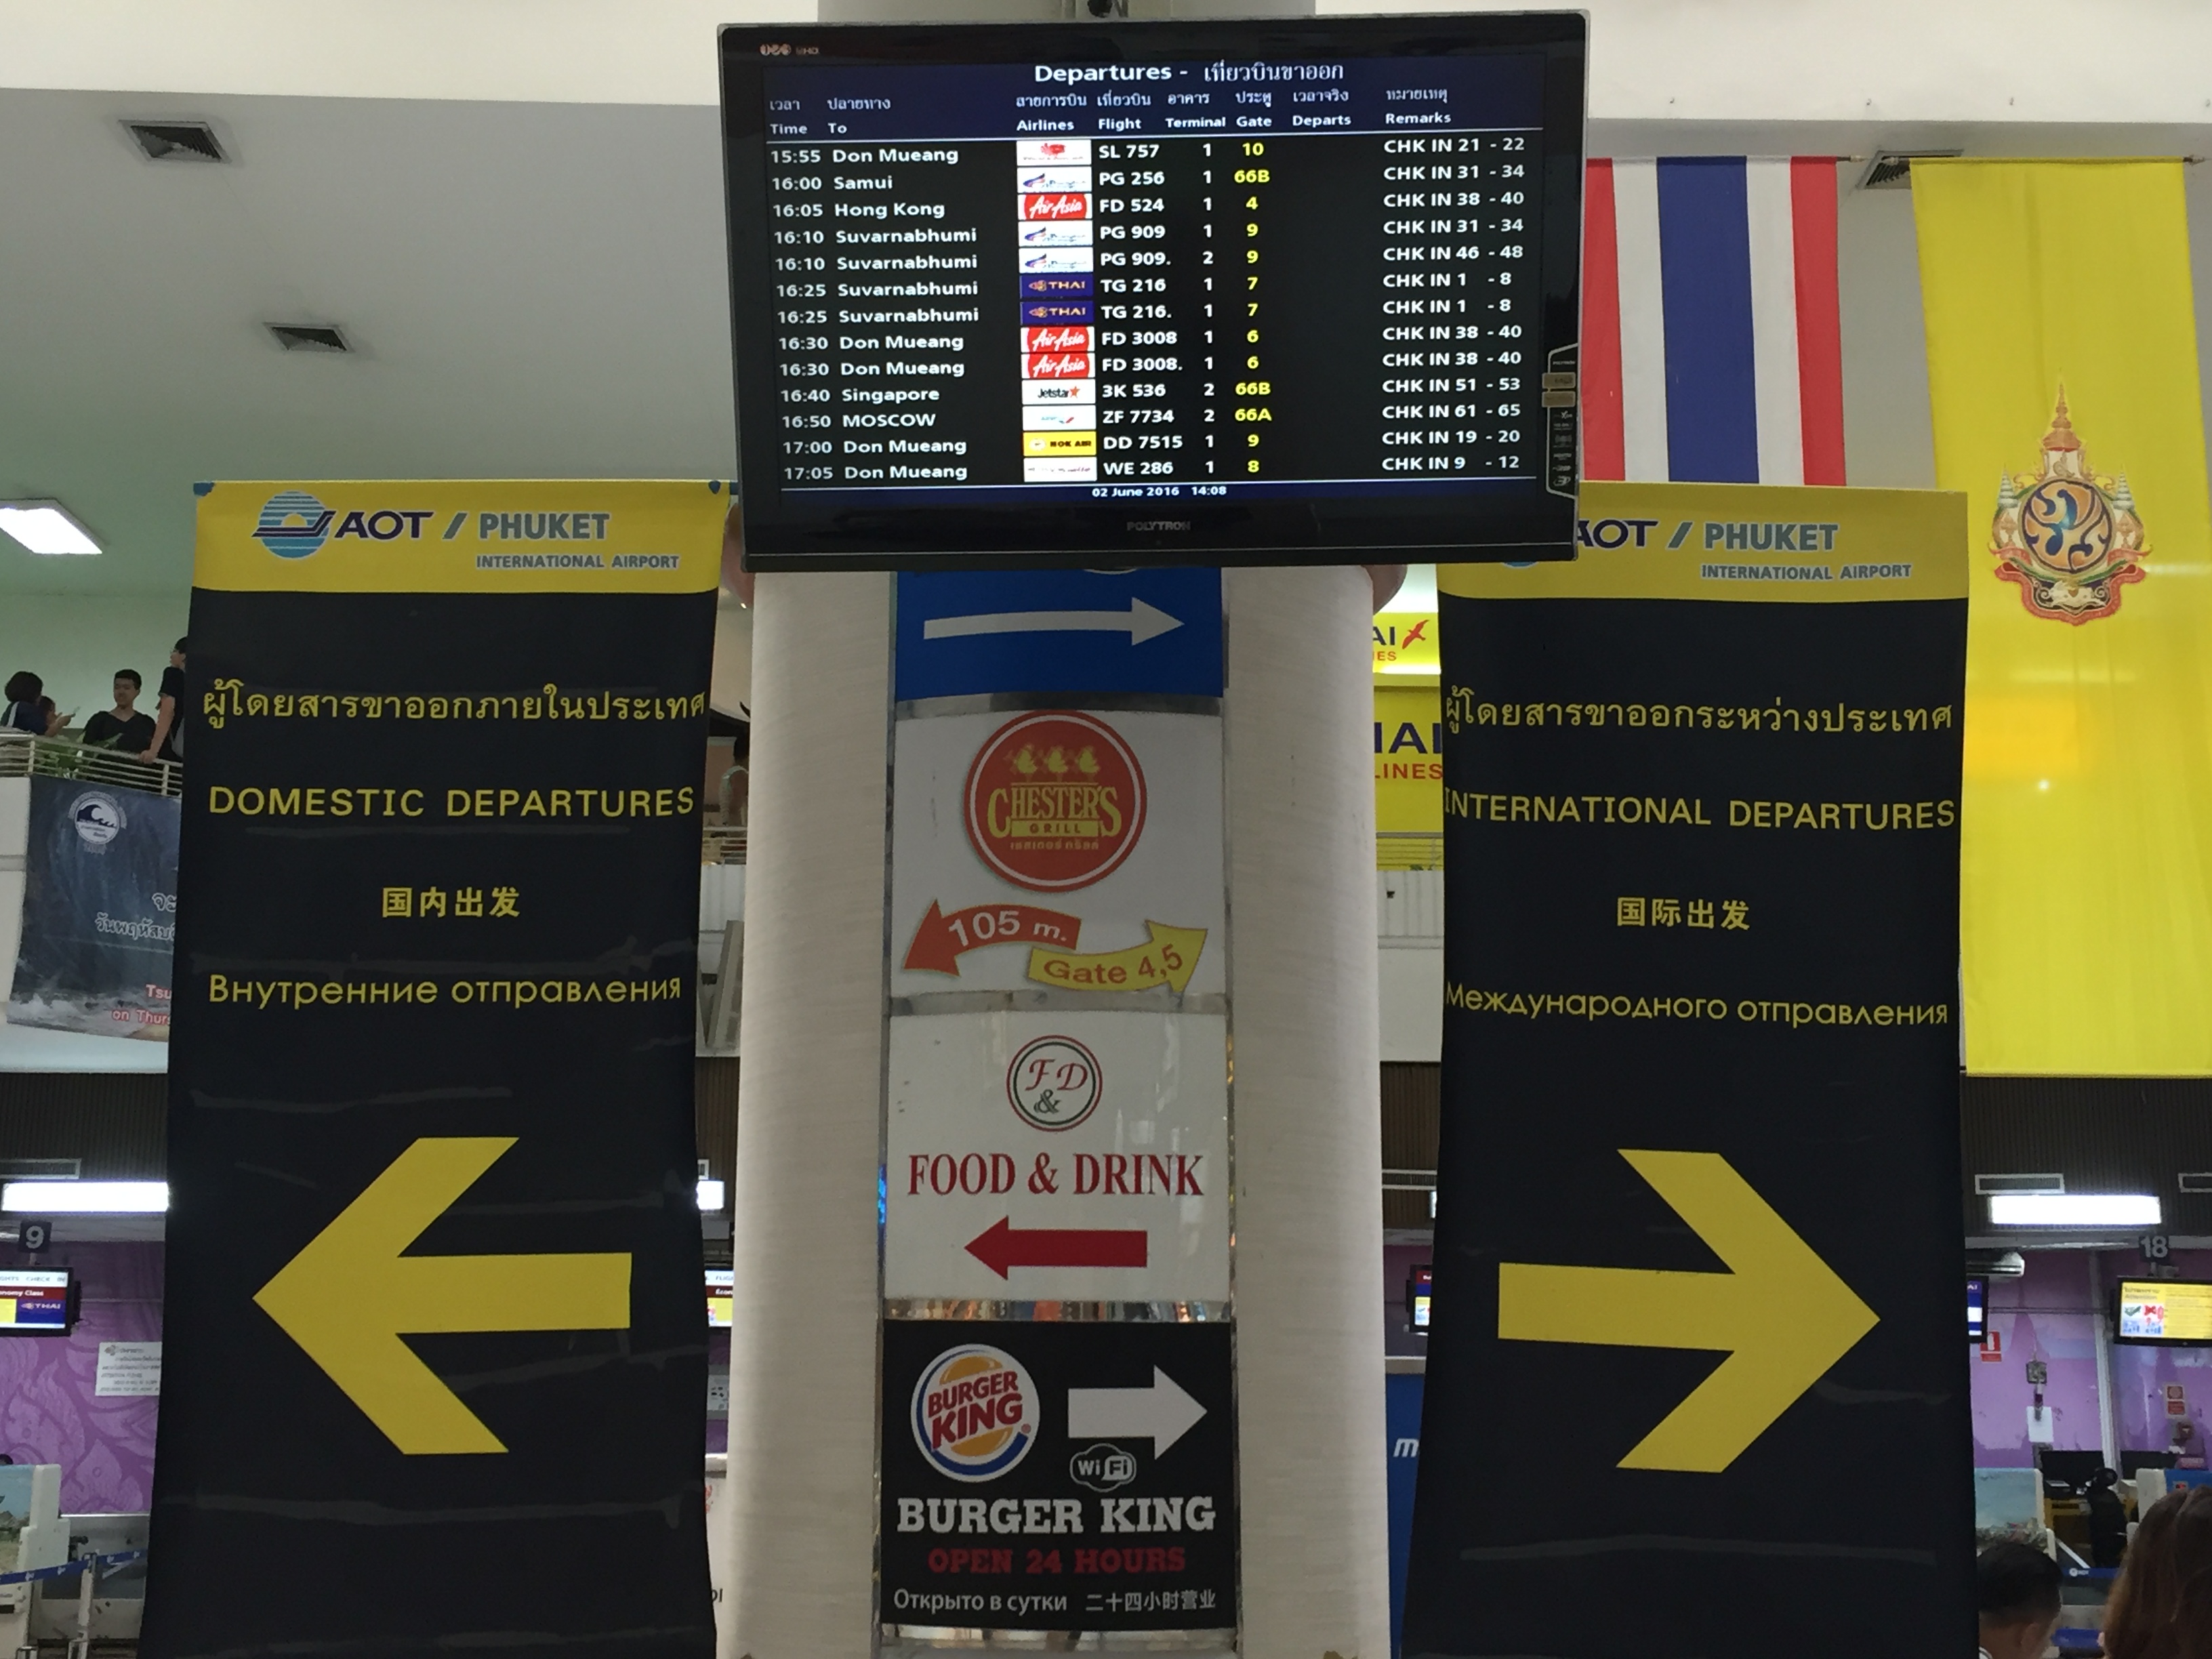 Departures - เที่ยวบินขาออก
เวลา ปลายทาง สายการบิน เที่ยวบิน อาคาร ประตู เวลาจริง หมายเหตุ
Time To Airlines Flight Terminal Gate Departs Remarks
15:55 Don Mueang SL 757 1 10 CHK IN 21 - 22
16:00 Samui PG 256 1 66B CHK IN 31 - 34
16:05 Hong Kong AirAsia FD 524 1 4 CHK IN 38 - 40
16:10 Suvarnabhumi PG 909 1 9 CHK IN 31 - 34
16:10 Suvarnabhumi PG 909. 2 9 CHK IN 46 - 48
16:25 Suvarnabhumi THAI TG 216 1 7 CHK IN 1 - 8
16:25 Suvarnabhumi THAI TG 216. 1 7 CHK IN 1 - 8
16:30 Don Mueang AirAsia FD 3008 1 6 CHK IN 38 - 40
16:30 Don Mueang AirAsia FD 3008. 1 6 CHK IN 38 - 40
16:40 Singapore Jetstar 3K 536 2 66B CHK IN 51 - 53
16:50 MOSCOW ZF 7734 2 66A CHK IN 61 - 65
17:00 Don Mueang NOK AIR DD 7515 1 9 CHK IN 19 - 20
17:05 Don Mueang WE 286 1 8 CHK IN 9 - 12
02 June 2016 14:08
POLYTRON
AOT / PHUKET
INTERNATIONAL AIRPORT
ผู้โดยสารขาออกภายในประเทศ
DOMESTIC DEPARTURES
国内出发
Внутренние отправления
CHESTER'S
GRILL
เชสเตอร์ กริลล์
105 m.
Gate 4,5
F&D
FOOD & DRINK
BURGER
KING
WiFi
BURGER KING
OPEN 24 HOURS
Открыто в сутки 二十四小时营业
AOT / PHUKET
INTERNATIONAL AIRPORT
ผู้โดยสารขาออกระหว่างประเทศ
INTERNATIONAL DEPARTURES
国际出发
Международного отправления
9
THAI
18